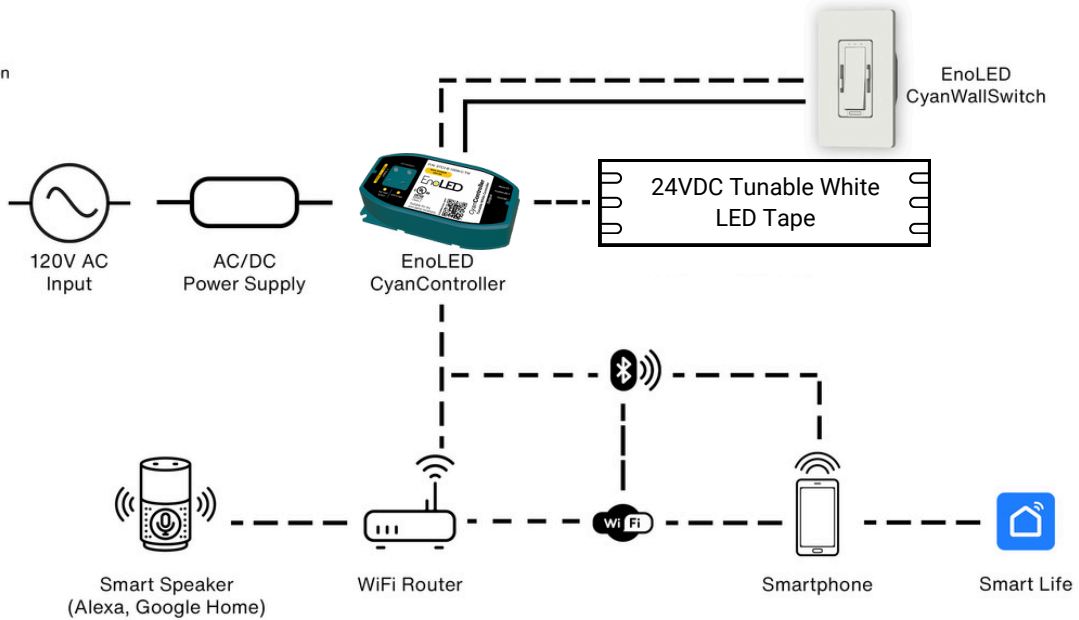 n
EnoLED
CyanWallSwitch
24VDC Tunable White
LED Tape
EnoLED
CyanController
120V AC
Input
AC/DC
Power Supply
EnoLED
CyanController
Wi Fi
Smart Speaker
(Alexa, Google Home)
WiFi Router
Smartphone
Smart Life